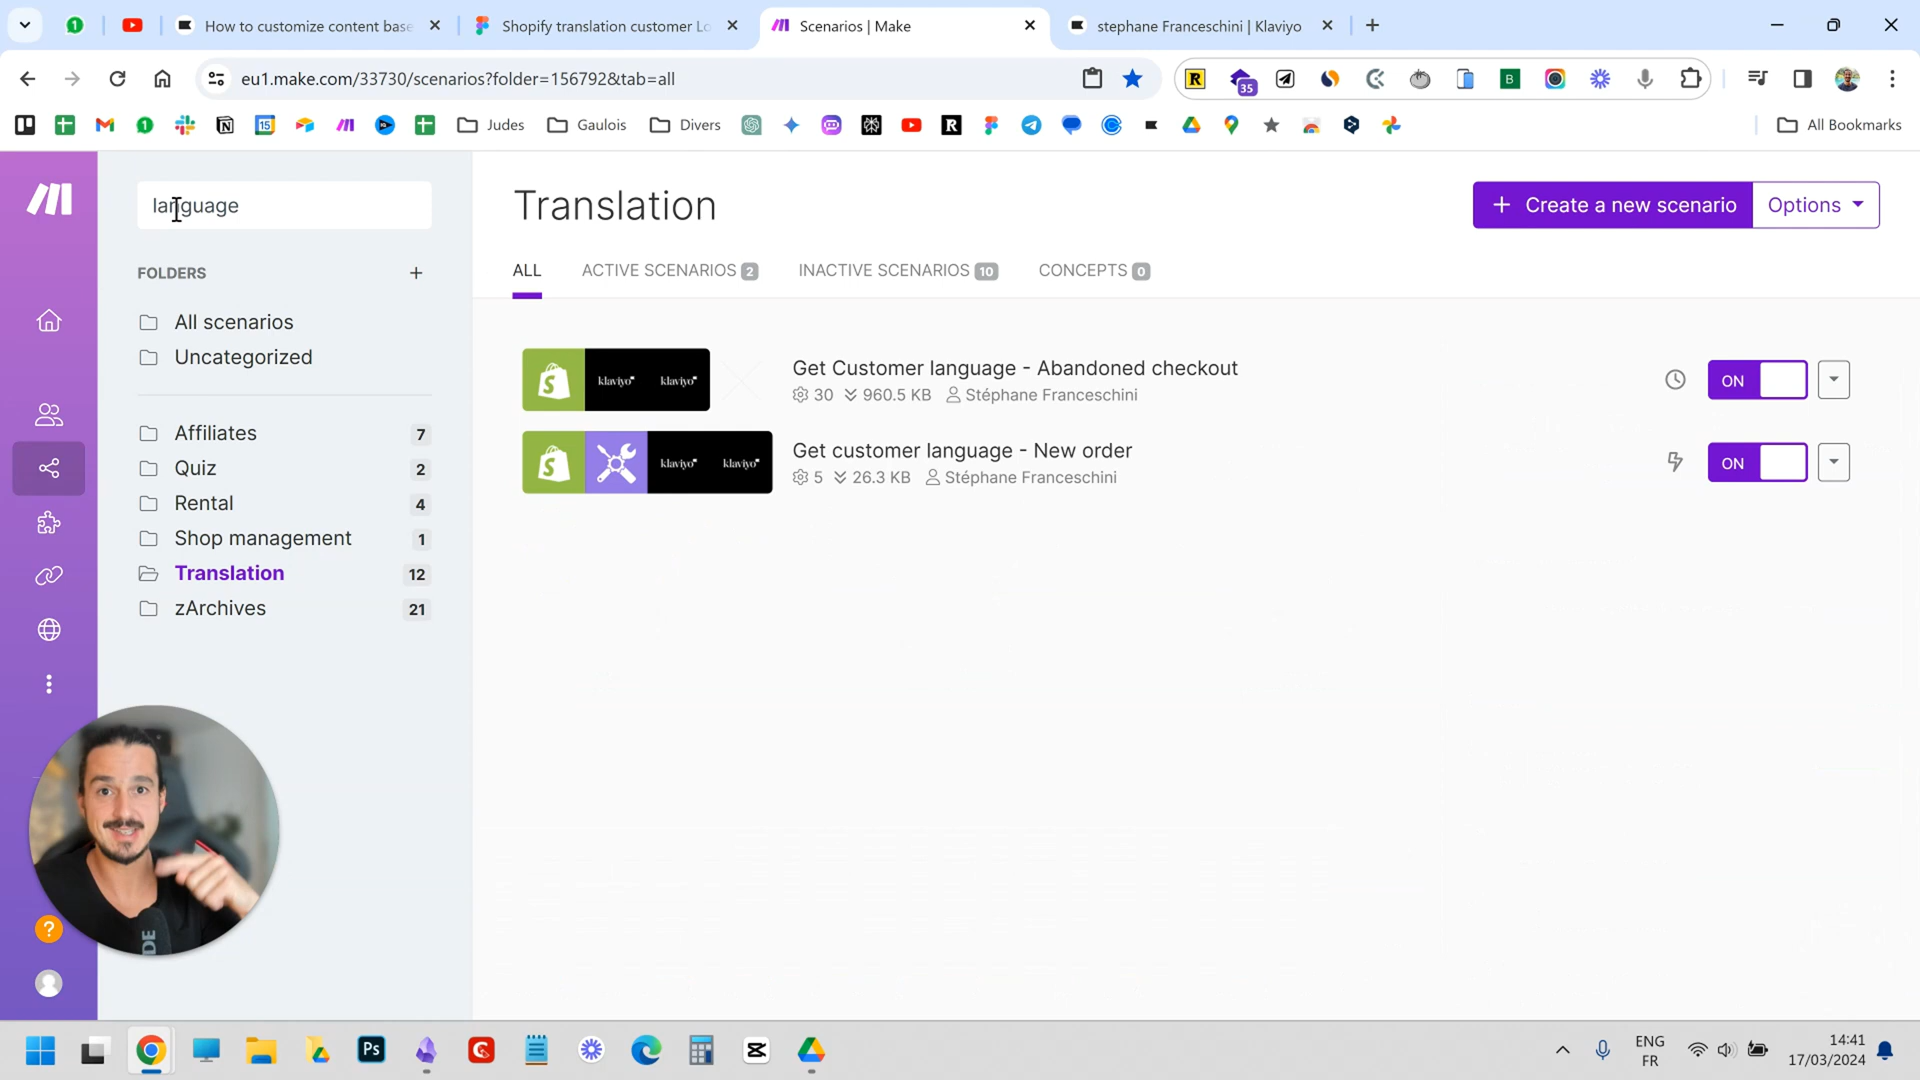 How to customize content base
Shopify translation customer Lo
Scenarios | Make
stephane Franceschini | Klaviyo
eu1.make.com/33730/scenarios?folder=156792&tab=all
35
15
Judes
Gaulois
Divers
All Bookmarks
language
Translation
+ Create a new scenario
Options
FOLDERS
ALL
ACTIVE SCENARIOS 2
INACTIVE SCENARIOS 10
CONCEPTS 0
All scenarios
Uncategorized
Affiliates 7
Quiz 2
Rental 4
Shop management 1
Translation 12
zArchives 21
klaviyo
klaviyo
Get Customer language - Abandoned checkout
30 960.5 KB Stéphane Franceschini
ON
klaviyo
klaviyo
Get customer language - New order
5 26.3 KB Stéphane Franceschini
ON
DE
?
Ps
ENG
FR
14:41
17/03/2024